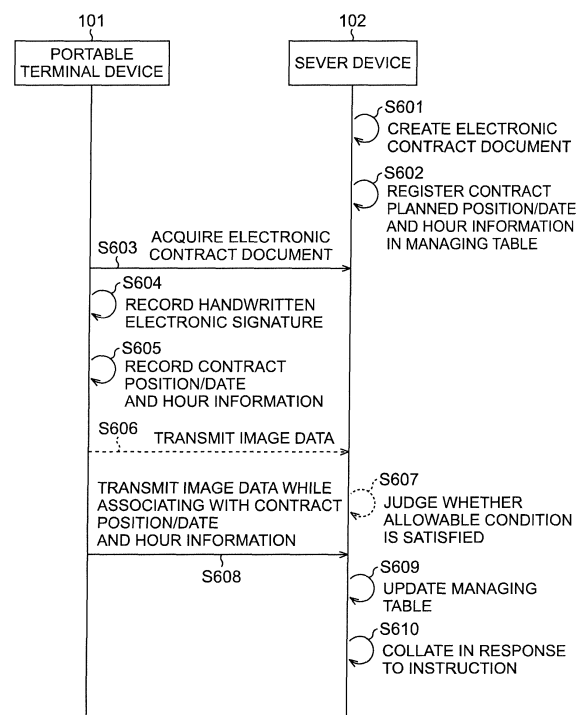 101
102
PORTABLE
TERMINAL DEVICE
SEVER DEVICE
S601
CREATE ELECTRONIC
CONTRACT DOCUMENT
S602
REGISTER CONTRACT
PLANNED POSITION/DATE
AND HOUR INFORMATION
IN MANAGING TABLE
S603
ACQUIRE ELECTRONIC
CONTRACT DOCUMENT
S604
RECORD HANDWRITTEN
ELECTRONIC SIGNATURE
S605
RECORD CONTRACT
POSITION/DATE
AND HOUR INFORMATION
S606
TRANSMIT IMAGE DATA
S607
JUDGE WHETHER
ALLOWABLE CONDITION
IS SATISFIED
TRANSMIT IMAGE DATA WHILE
ASSOCIATING WITH CONTRACT
POSITION/DATE
AND HOUR INFORMATION
S608
S609
UPDATE MANAGING
TABLE
S610
COLLATE IN RESPONSE
TO INSTRUCTION